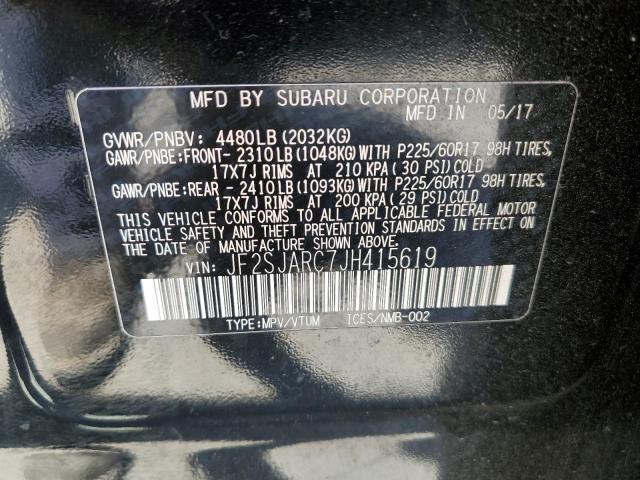 MFD BY SUBARU CORPORATION
MFD IN 05/17
GVWR/PNBV: 4480LB(2032KG)
GAWR/PNBE:FRONT-2310LB(1048KG)WITH P225/60R17 98H TIRES,
17X7J RIMS AT 210 KPA(30 PSI)COLD
GAWR/PNBE:REAR -2410LB(1093KG)WITH P225/60R17 98H TIRES,
17X7J RIMS AT 200 KPA(29 PSI)COLD
THIS VEHICLE CONFORMS TO ALL APPLICABLE FEDERAL MOTOR
VEHICLE SAFETY AND BUMPER STANDARDS IN EFFECT ON
THE DATE OF MANUFACTURE SHOWN ABOVE.
VIN: JF2SJARC7JH415619
TYPE:MPV/VTUM ICES/NMB-002